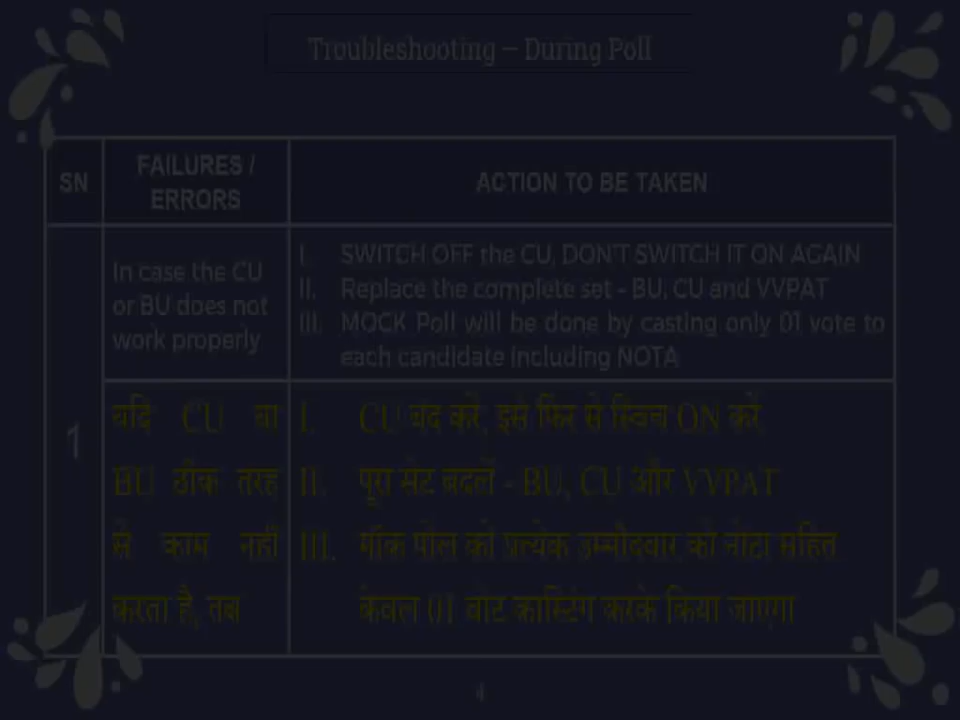 Troubleshooting – During Poll
SN
FAILURES /
ERRORS
ACTION TO BE TAKEN
1
In case the CU
or BU does not
work properly
I. SWITCH OFF the CU, DON'T SWITCH IT ON AGAIN
II. Replace the complete set - BU, CU and VVPAT
III. MOCK Poll will be done by casting only 01 vote to
each candidate including NOTA
यदि CU या
BU ठीक तरह
से काम नहीं
करता है, तब
I. CU बंद करें, इसे फिर से स्विच ON करें
II. पूरा सेट बदलें - BU, CU और VVPAT
III. मॉक पोल को प्रत्येक उम्मीदवार को नोटा सहित
केवल 01 वोट कास्टिंग करके किया जाएगा
4